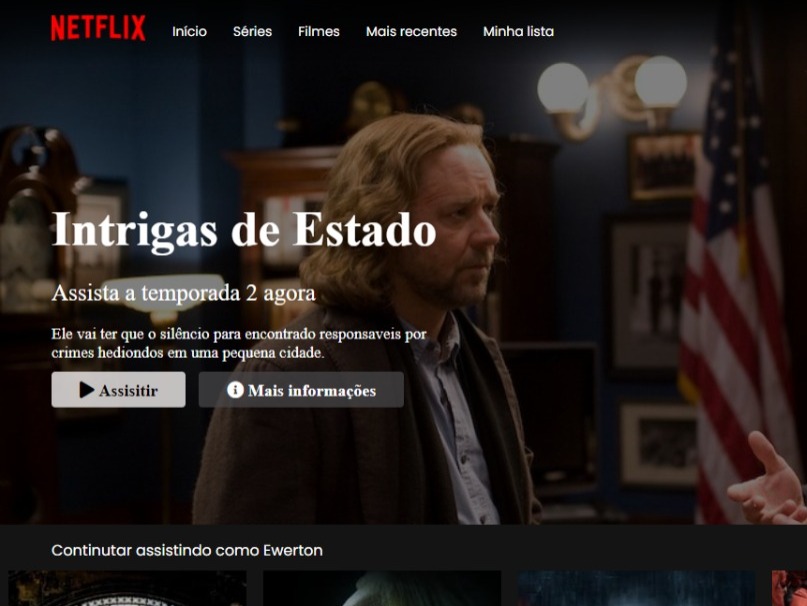 NETFLIX Início Séries Filmes Mais recentes Minha lista
Intrigas de Estado
Assista a temporada 2 agora
Ele vai ter que o silêncio para encontrado responsaveis por
crimes hediondos em uma pequena cidade.
Assisitir Mais informações
Continutar assistindo como Ewerton